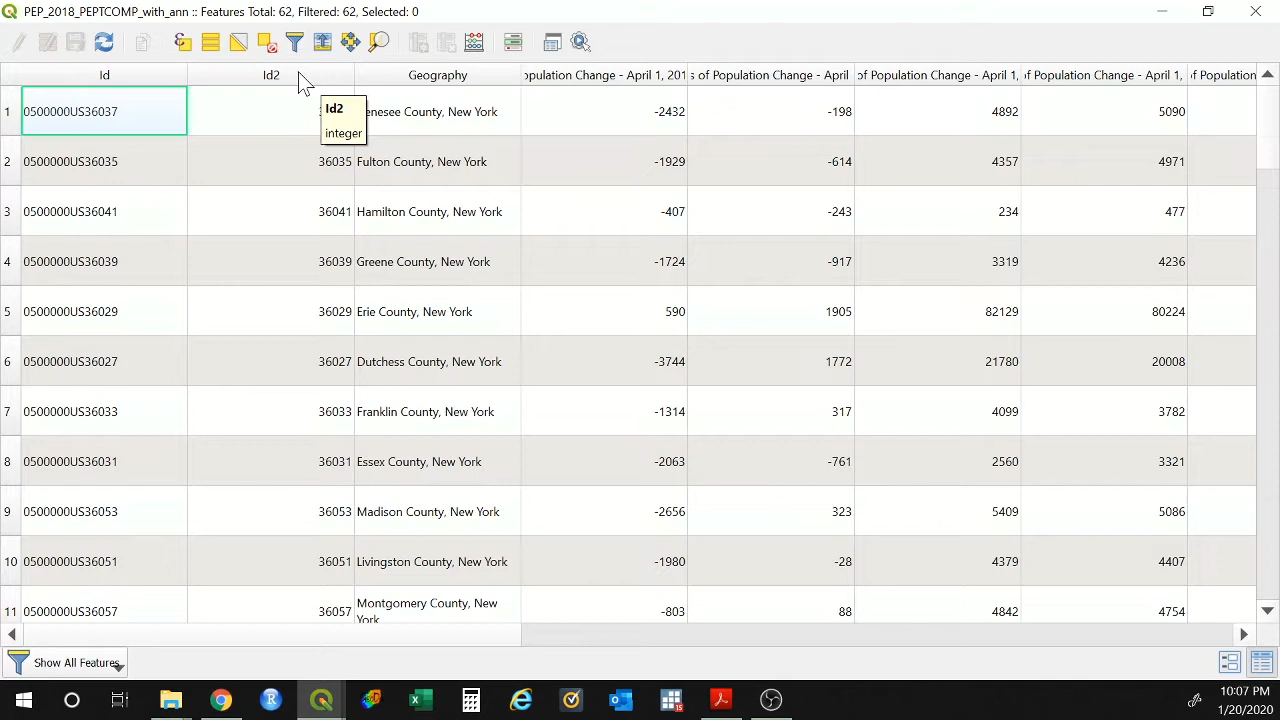 PEP_2018_PEPTCOMP_with_ann :: Features Total: 62, Filtered: 62, Selected: 0
Id Id2 Geography opulation Change - April 1, 201 s of Population Change - April of Population Change - April 1, of Population Change - April 1, of Population
Id2
integer
1 0500000US36037 enesee County, New York -2432 -198 4892 5090
2 0500000US36035 36035 Fulton County, New York -1929 -614 4357 4971
3 0500000US36041 36041 Hamilton County, New York -407 -243 234 477
4 0500000US36039 36039 Greene County, New York -1724 -917 3319 4236
5 0500000US36029 36029 Erie County, New York 590 1905 82129 80224
6 0500000US36027 36027 Dutchess County, New York -3744 1772 21780 20008
7 0500000US36033 36033 Franklin County, New York -1314 317 4099 3782
8 0500000US36031 36031 Essex County, New York -2063 -761 2560 3321
9 0500000US36053 36053 Madison County, New York -2656 323 5409 5086
10 0500000US36051 36051 Livingston County, New York -1980 -28 4379 4407
11 0500000US36057 36057 Montgomery County, New York -803 88 4842 4754
Show All Features
10:07 PM
1/20/2020